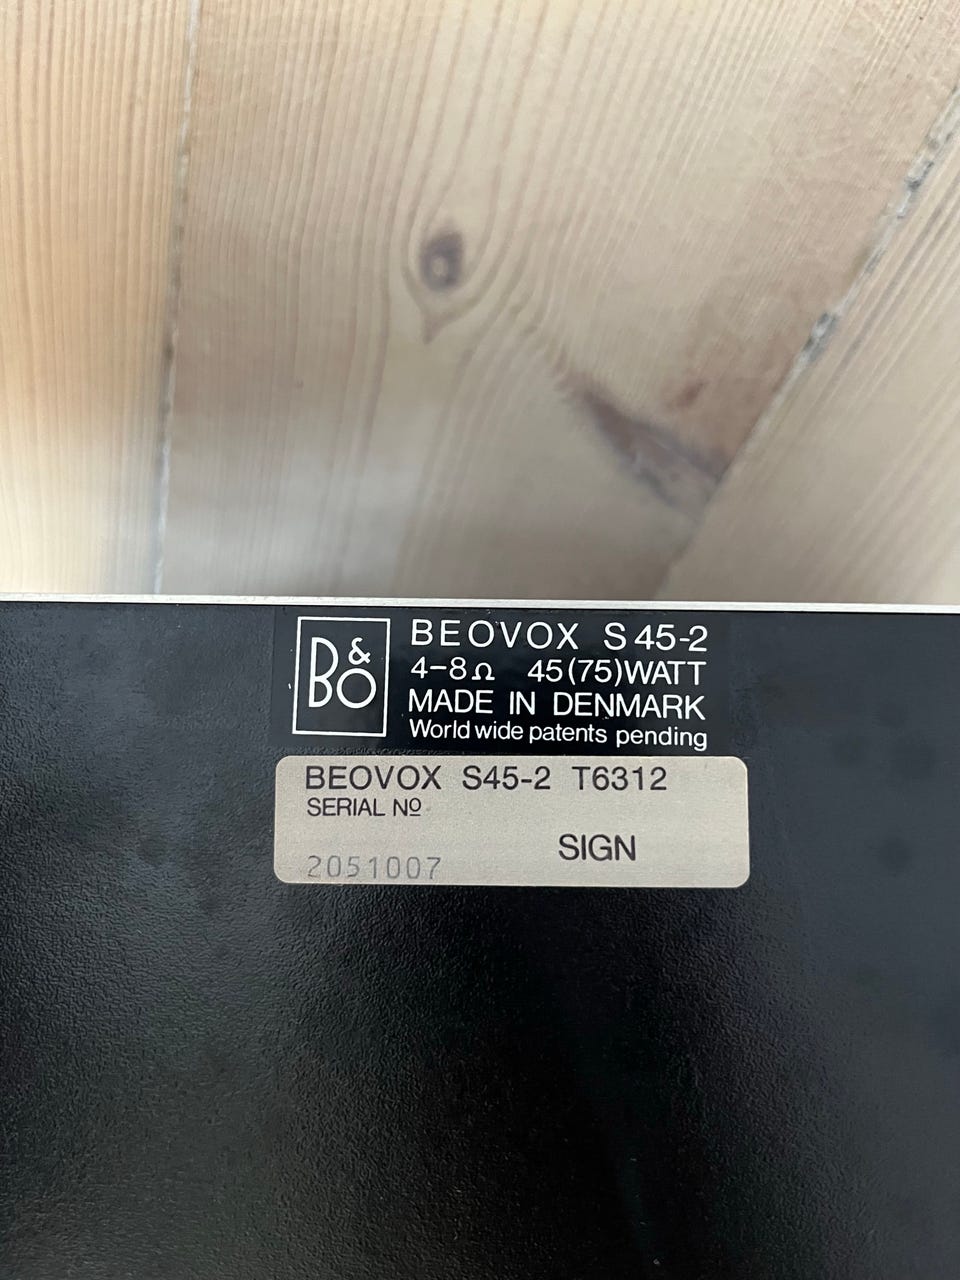 B&O
BEOVOX S 45-2
4-8Ω 45(75)WATT
MADE IN DENMARK
World wide patents pending
BEOVOX S45-2 T6312
SERIAL Nº
SIGN
2051007